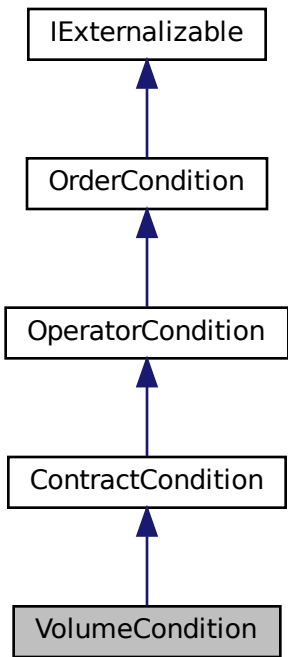 IExternalizable
OrderCondition
OperatorCondition
ContractCondition
VolumeCondition